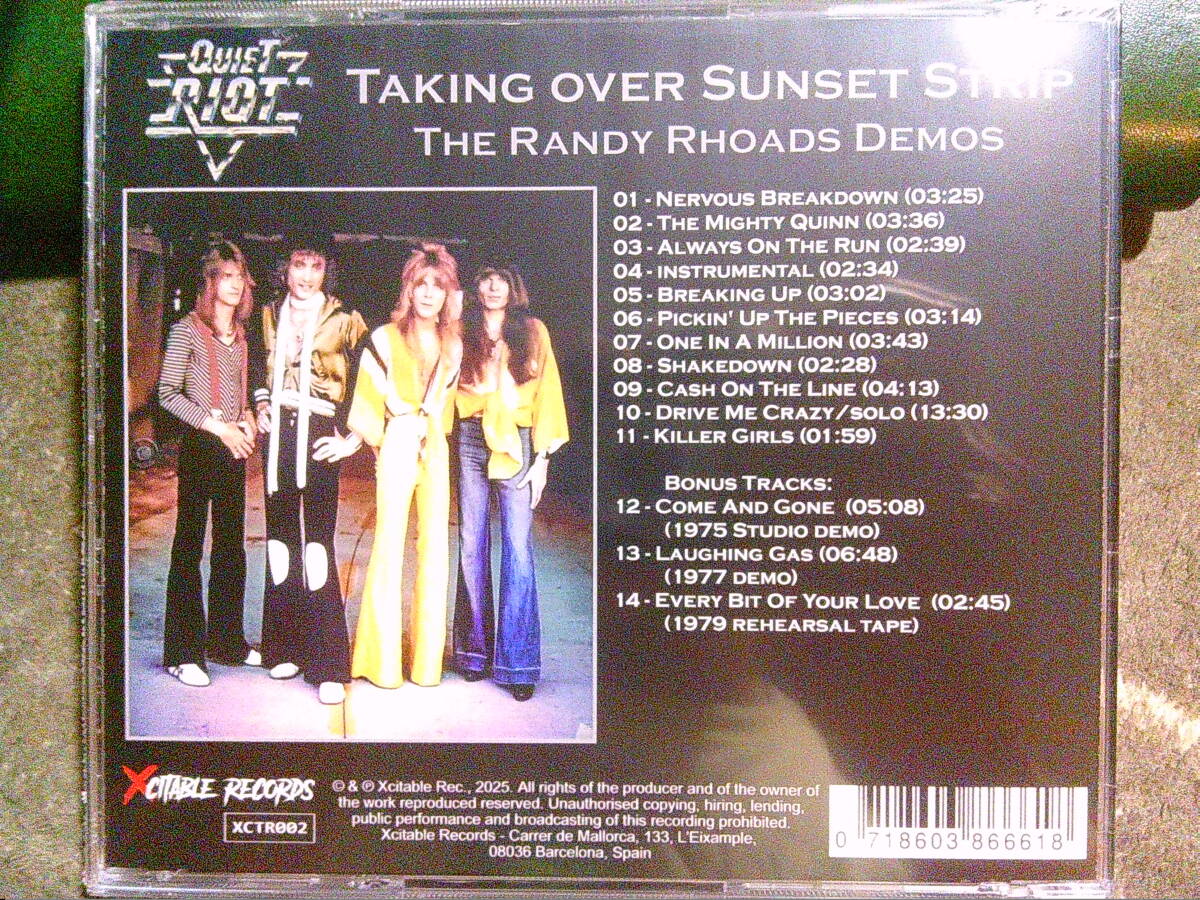 QUIET
RIOT
TAKING OVER SUNSET STRIP
THE RANDY RHOADS DEMOS
01 - NERVOUS BREAKDOWN (03:25)
02 - THE MIGHTY QUINN (03:36)
03 - ALWAYS ON THE RUN (02:39)
04 - INSTRUMENTAL (02:34)
05 - BREAKING UP (03:02)
06 - PICKIN' UP THE PIECES (03:14)
07 - ONE IN A MILLION (03:43)
08 - SHAKEDOWN (02:28)
09 - CASH ON THE LINE (04:13)
10 - DRIVE ME CRAZY/SOLO (13:30)
11 - KILLER GIRLS (01:59)
BONUS TRACKS:
12 - COME AND GONE (05:08)
(1975 STUDIO DEMO)
13 - LAUGHING GAS (06:48)
(1977 DEMO)
14 - EVERY BIT OF YOUR LOVE (02:45)
(1979 REHEARSAL TAPE)
XCITABLE RECORDS
XCTR002
© & ℗ Xcitable Rec., 2025. All rights of the producer and of the owner of
the work reproduced reserved. Unauthorised copying, hiring, lending,
public performance and broadcasting of this recording prohibited.
Xcitable Records - Carrer de Mallorca, 133, L'Eixample,
08036 Barcelona, Spain
0 718603 866618